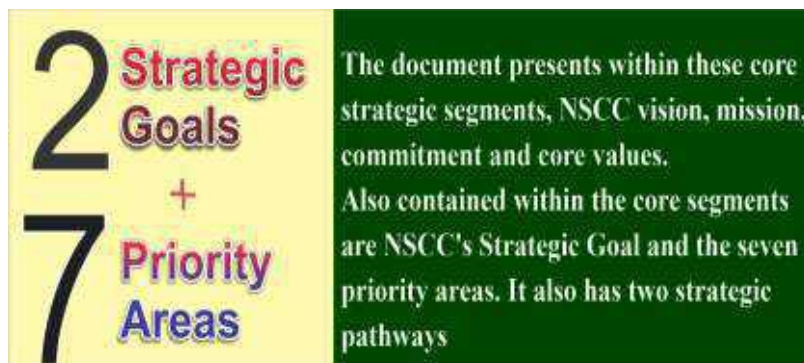 2 Strategic
Goals
+
7 Priority
Areas
The document presents within these core
strategic segments, NSCC vision, mission,
commitment and core values.
Also contained within the core segments
are NSCC's Strategic Goal and the seven
priority areas. It also has two strategic
pathways